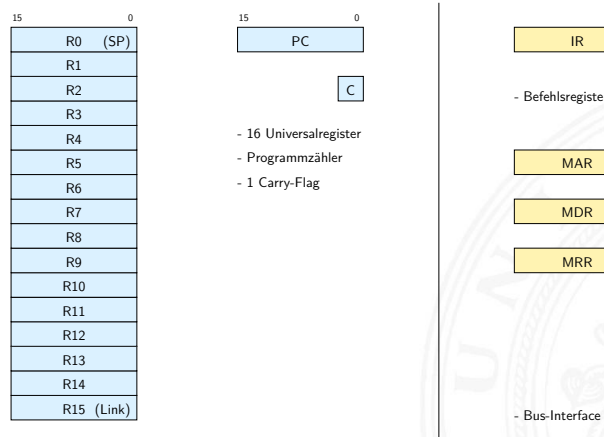 15 0
R0 (SP)
R1
R2
R3
R4
R5
R6
R7
R8
R9
R10
R11
R12
R13
R14
R15 (Link)
15 0
PC
C
- 16 Universalregister
- Programmzähler
- 1 Carry-Flag
IR
- Befehlsregiste
MAR
MDR
MRR
- Bus-Interface